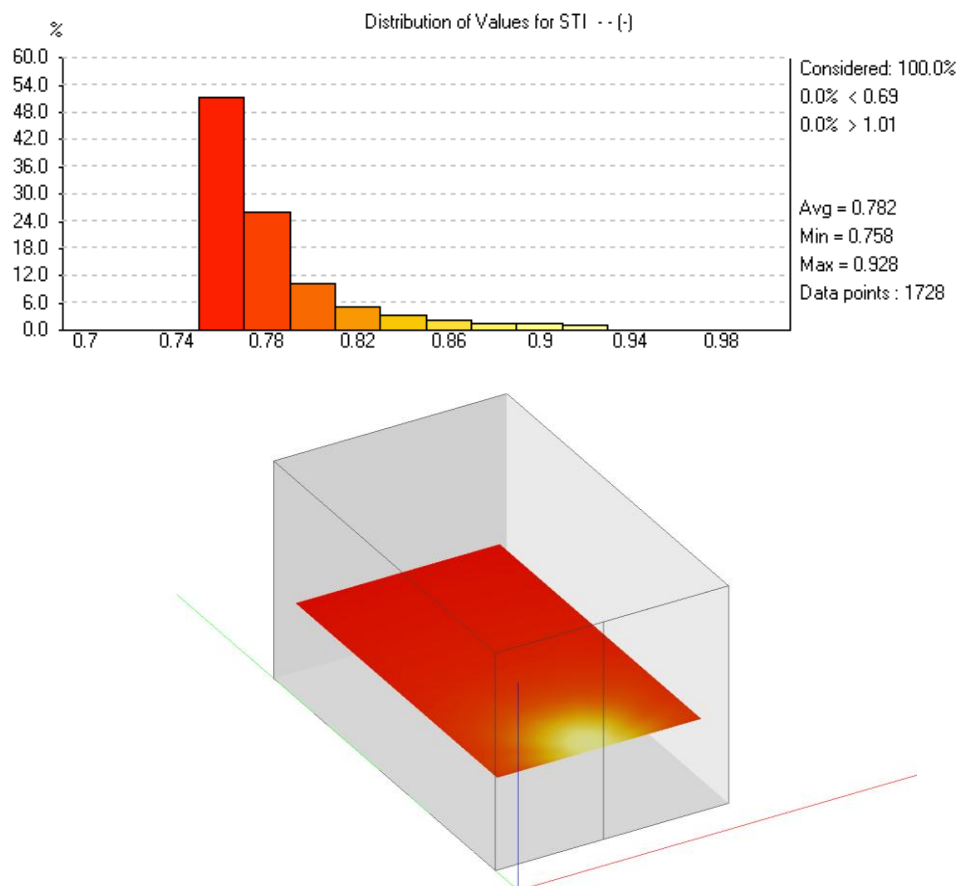 Distribution of Values for STI - - (-)
%
60.0
54.0
48.0
42.0
36.0
30.0
24.0
18.0
12.0
6.0
0.0
0.7 0.74 0.78 0.82 0.86 0.9 0.94 0.98
Considered: 100.0%
0.0% < 0.69
0.0% > 1.01
Avg = 0.782
Min = 0.758
Max = 0.928
Data points : 1728